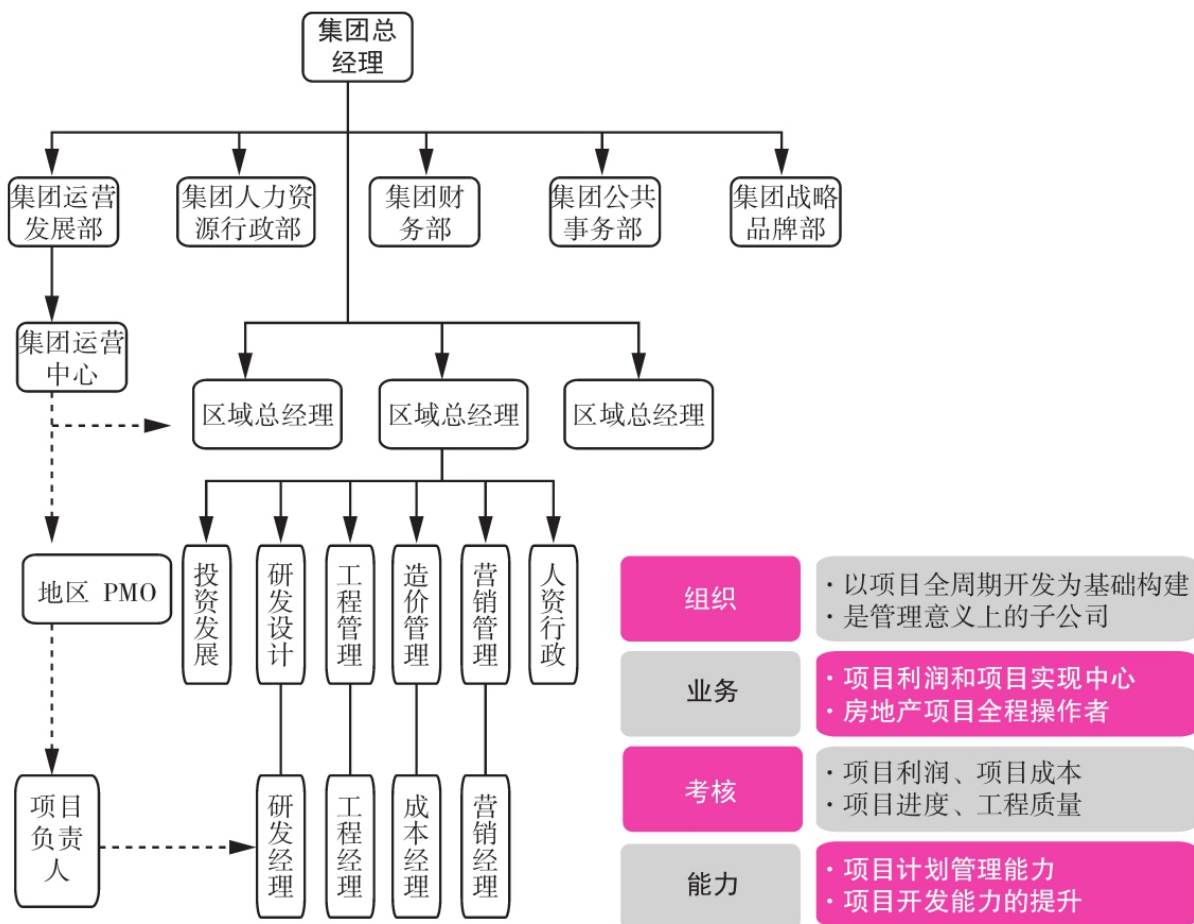 集团总
经理
集团运营
发展部
集团人力资
源行政部
集团财
务部
集团公共
事务部
集团战略
品牌部
集团运营
中心
区域总经理
区域总经理
区域总经理
地区 PMO
投资发展
研发设计
工程管理
造价管理
营销管理
人资行政
项目
负责
人
研发经理
工程经理
成本经理
营销经理
组织
·以项目全周期开发为基础构建
·是管理意义上的子公司
业务
·项目利润和项目实现中心
·房地产项目全程操作者
考核
·项目利润、项目成本
·项目进度、工程质量
能力
·项目计划管理能力
·项目开发能力的提升